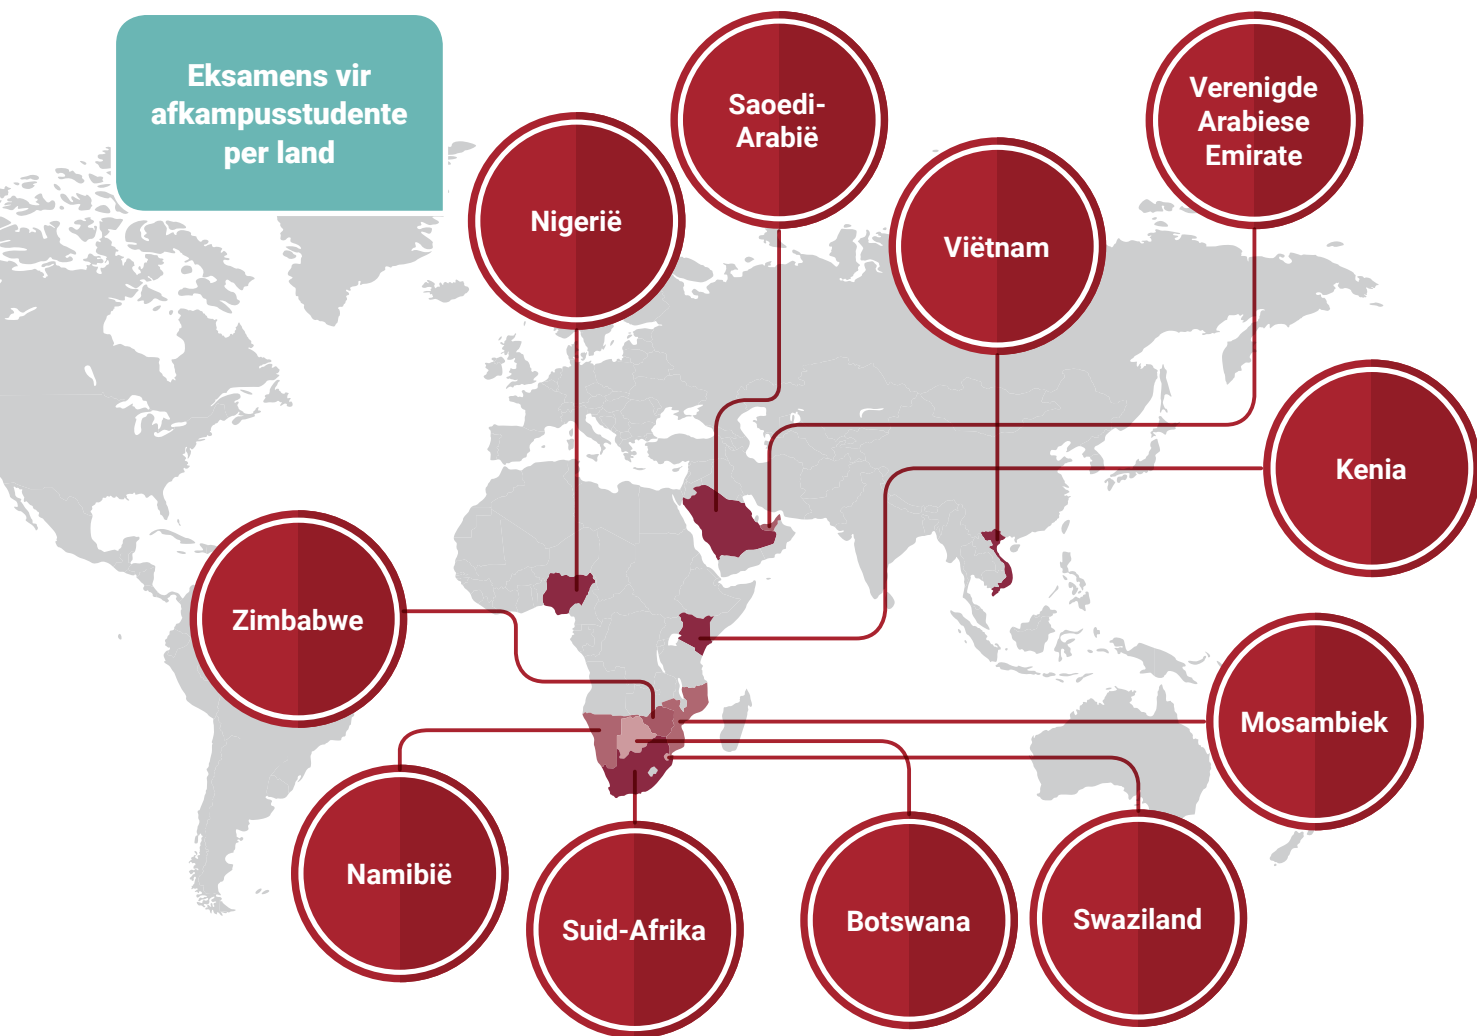 Eksamens vir
afkampusstudente
per land
Saoedi-
Arabië
Verenigde
Arabiese
Emirate
Nigerië
Viëtnam
Kenia
Zimbabwe
Mosambiek
Namibië
Suid-Afrika
Botswana
Swaziland